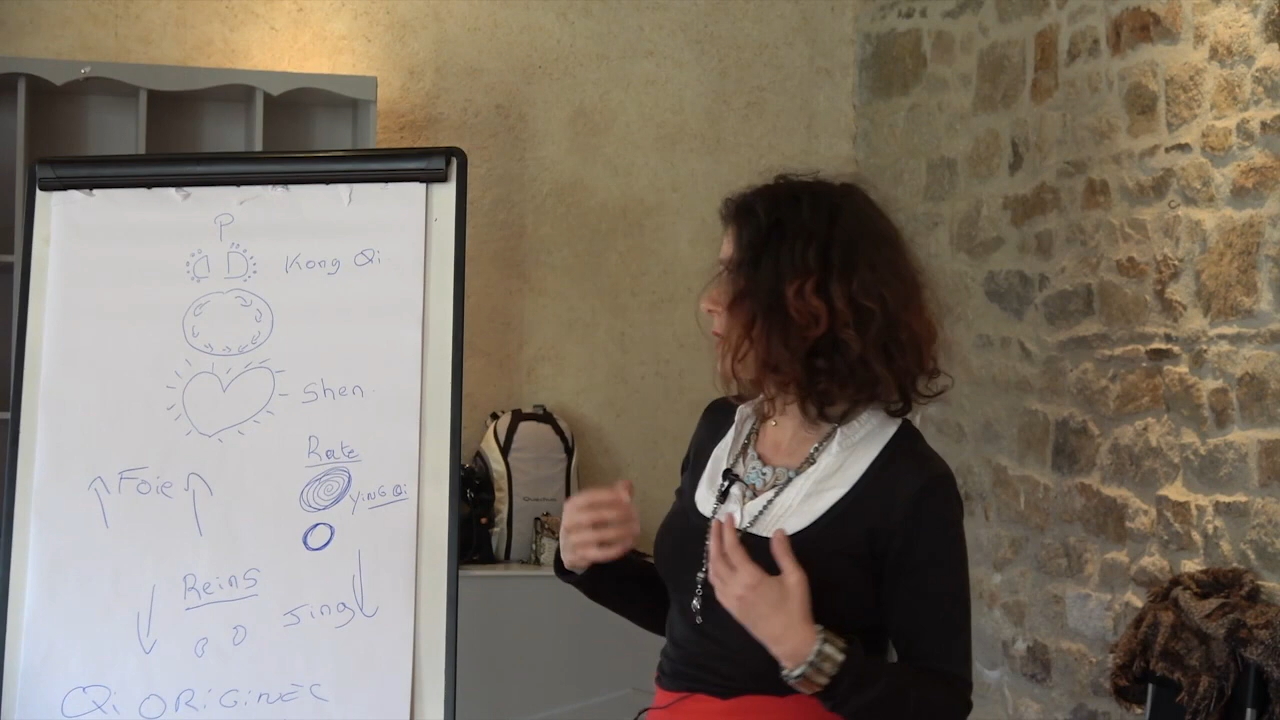 P
Kong Qi
Shen
Rate
Foie
YING Qi
Reins
Jing
Qi ORIGINEL